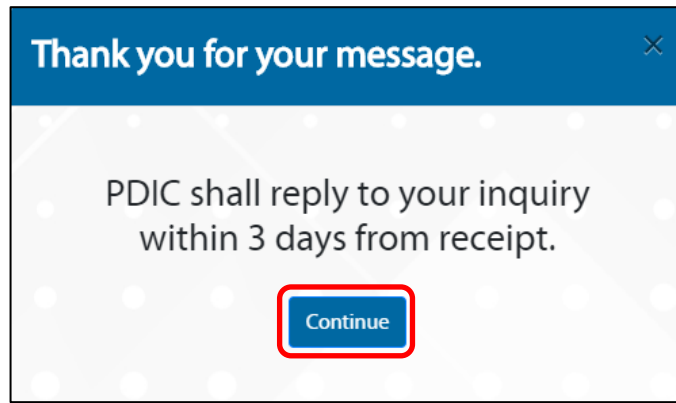 Thank you for your message.
PDIC shall reply to your inquiry
within 3 days from receipt.
Continue